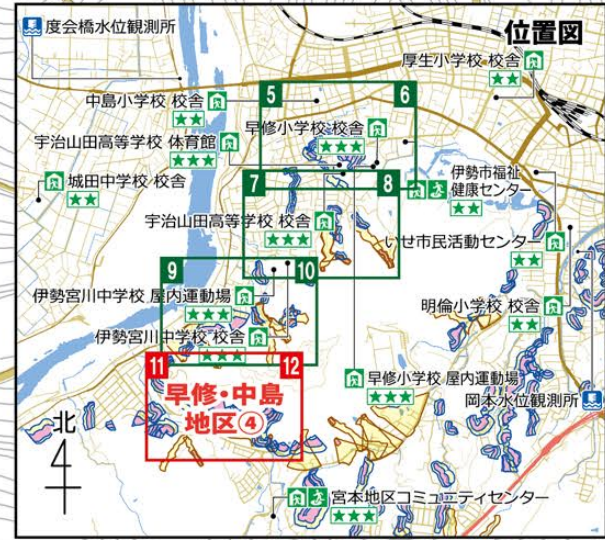 位置図
度会橋水位観測所
厚生小学校 校舎
★★
中島小学校 校舎
★★
5
6
早修小学校 校舎
★★★
宇治山田高等学校 体育館
★★★
伊勢市福祉
健康センター
★★
城田中学校 校舎
★★
7
8
宇治山田高等学校 校舎
★★★
いせ市民活動センター
★★
9
10
伊勢宮川中学校 屋内運動場
★★★
明倫小学校 校舎
★★
伊勢宮川中学校 校舎
★★★
11
12
早修・中島
地区④
早修小学校 屋内運動場
★★★
岡本水位観測所
北
宮本地区コミュニティセンター
★★★